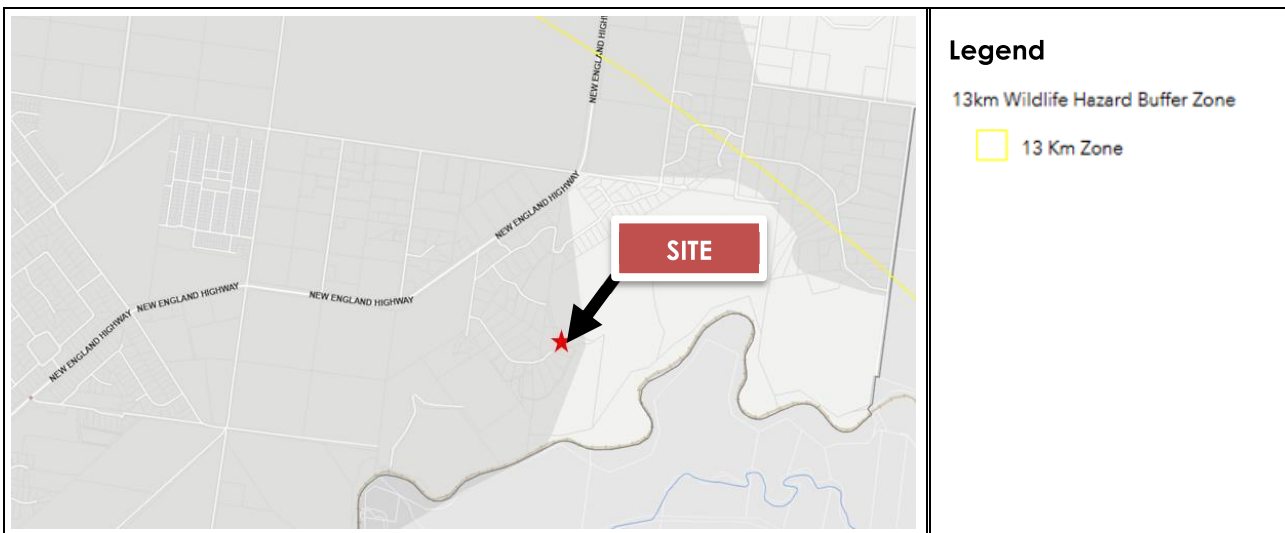 NEW ENGLAND HIGHWAY
NEW ENGLAND HIGHWAY
SITE
NEW ENGLAND HIGHWAY
NEW ENGLAND HIGHWAY
NEW ENGLAND HIGHWAY
Legend
13km Wildlife Hazard Buffer Zone
13 Km Zone